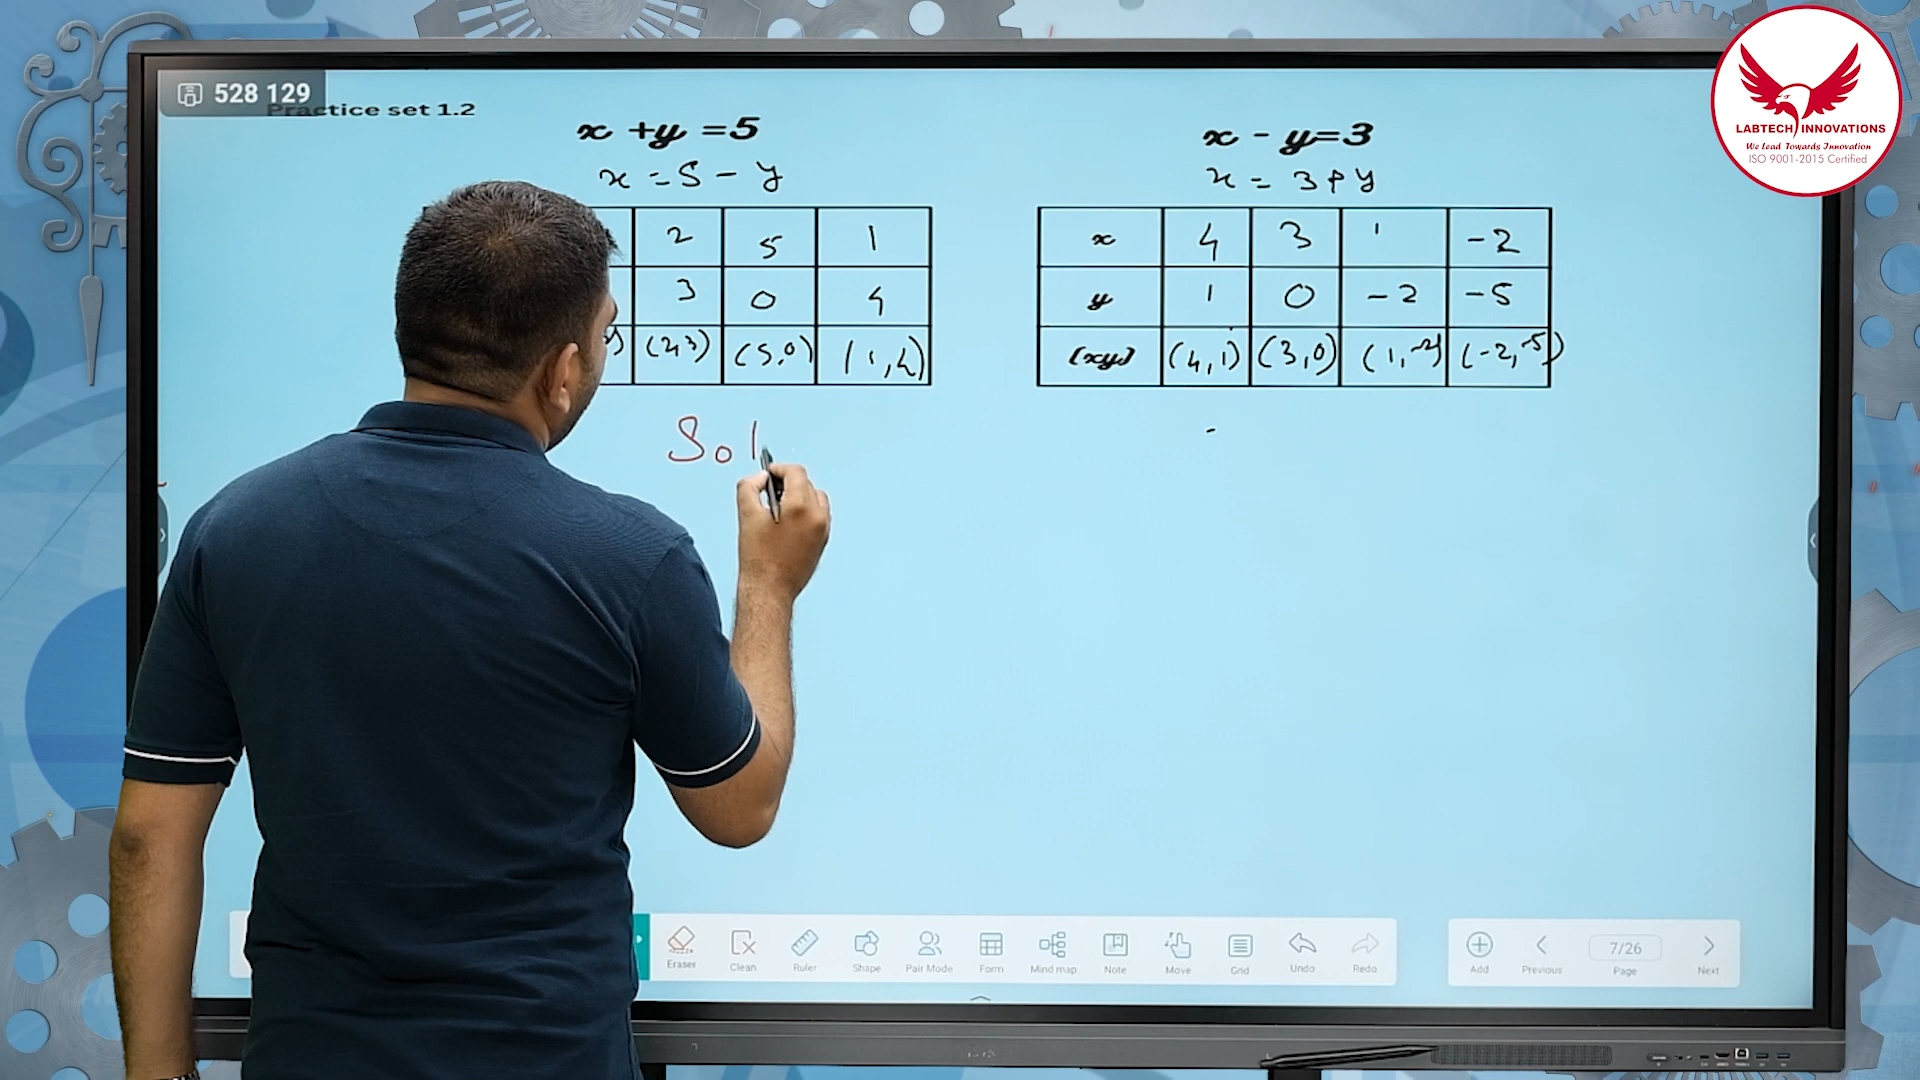 528 129
Practice set 1.2
x + y = 5
x = 5 - y
2 5 1
3 0 4
(2,3) (5,0) (1,4)
Sol
x - y = 3
x = 3 + y
x 4 3 1 -2
y 1 0 -2 -5
(xy) (4,1) (3,0) (1,-2) (-2,-5)
LABTECH INNOVATIONS
We Lead Towards Innovation
ISO 9001-2015 Certified
Eraser Clean Ruler Shape Pair Mode Form Mind map Note Move Grid Undo Redo
Add Previous 7/26 Page Next